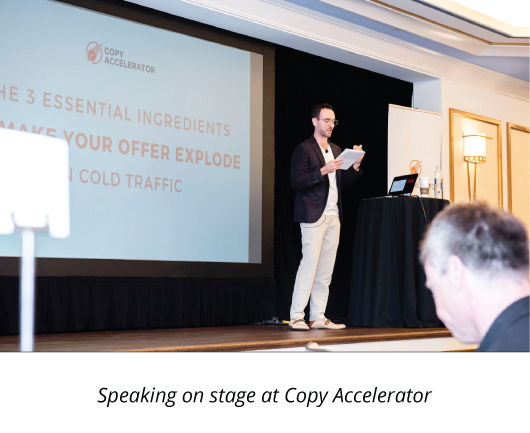 COPY
ACCELERATOR
HE 3 ESSENTIAL INGREDIENTS
MAKE YOUR OFFER EXPLODE
N COLD TRAFFIC
Speaking on stage at Copy Accelerator